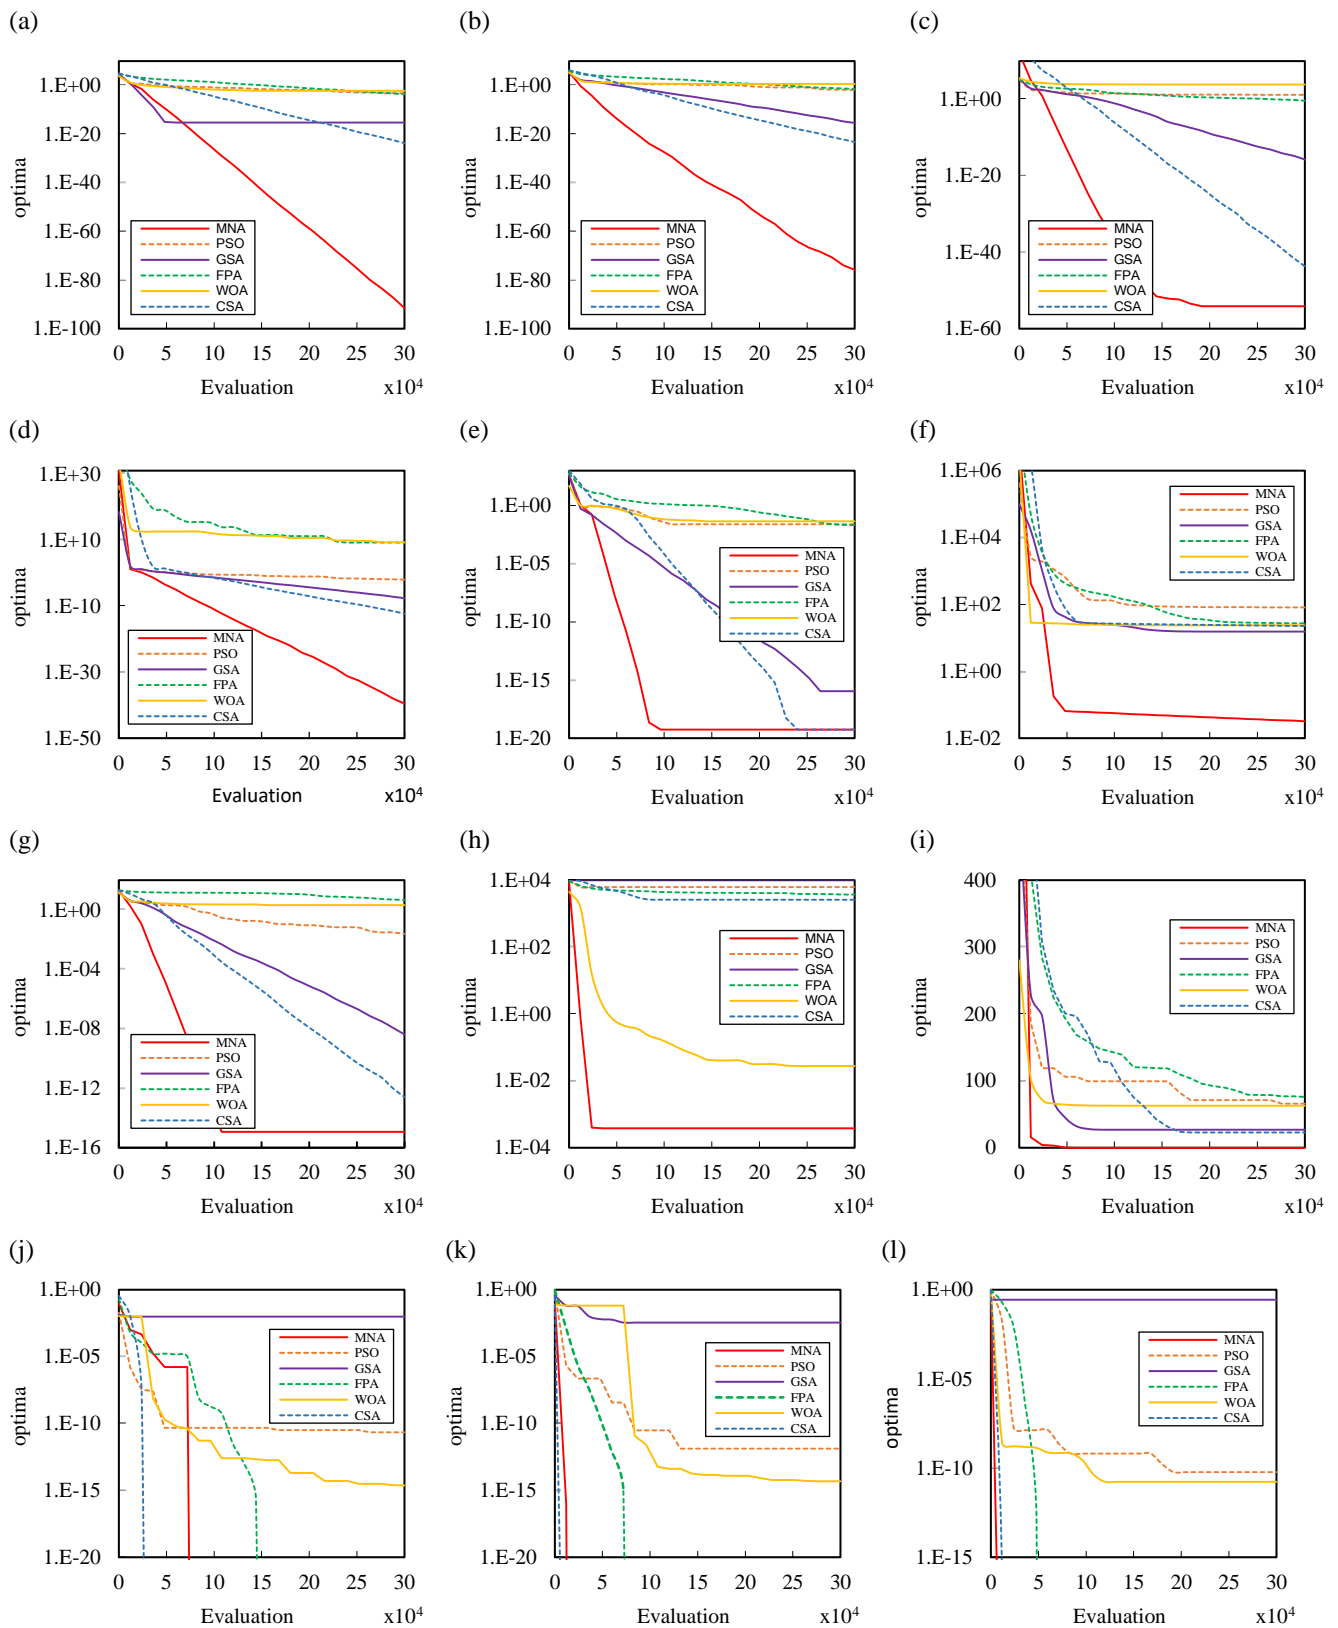 (a)
(b)
(c)
1.E+00
1.E-20
1.E-40
1.E-60
1.E-80
1.E-100
optima
MNA
PSO
GSA
FPA
WOA
CSA
0 5 10 15 20 25 30
Evaluation x10⁴
1.E+00
1.E-20
1.E-40
1.E-60
1.E-80
1.E-100
optima
MNA
PSO
GSA
FPA
WOA
CSA
0 5 10 15 20 25 30
Evaluation x10⁴
1.E+00
1.E-20
1.E-40
1.E-60
optima
MNA
PSO
GSA
FPA
WOA
CSA
0 5 10 15 20 25 30
Evaluation x10⁴
(d)
(e)
(f)
1.E+30
1.E+10
1.E-10
1.E-30
1.E-50
optima
MNA
PSO
GSA
FPA
WOA
CSA
0 5 10 15 20 25 30
Evaluation x10⁴
1.E+00
1.E-05
1.E-10
1.E-15
1.E-20
optima
MNA
PSO
GSA
FPA
WOA
CSA
0 5 10 15 20 25 30
Evaluation x10⁴
1.E+06
1.E+04
1.E+02
1.E+00
1.E-02
optima
MNA
PSO
GSA
FPA
WOA
CSA
0 5 10 15 20 25 30
Evaluation x10⁴
(g)
(h)
(i)
1.E+00
1.E-04
1.E-08
1.E-12
1.E-16
optima
MNA
PSO
GSA
FPA
WOA
CSA
0 5 10 15 20 25 30
Evaluation x10⁴
1.E+04
1.E+02
1.E+00
1.E-02
1.E-04
optima
MNA
PSO
GSA
FPA
WOA
CSA
0 5 10 15 20 25 30
Evaluation x10⁴
400
300
200
100
0
optima
MNA
PSO
GSA
FPA
WOA
CSA
0 5 10 15 20 25 30
Evaluation x10⁴
(j)
(k)
(l)
1.E+00
1.E-05
1.E-10
1.E-15
1.E-20
optima
MNA
PSO
GSA
FPA
WOA
CSA
0 5 10 15 20 25 30
Evaluation x10⁴
1.E+00
1.E-05
1.E-10
1.E-15
1.E-20
optima
MNA
PSO
GSA
FPA
WOA
CSA
0 5 10 15 20 25 30
Evaluation x10⁴
1.E+00
1.E-05
1.E-10
1.E-15
optima
MNA
PSO
GSA
FPA
WOA
CSA
0 5 10 15 20 25 30
Evaluation x10⁴